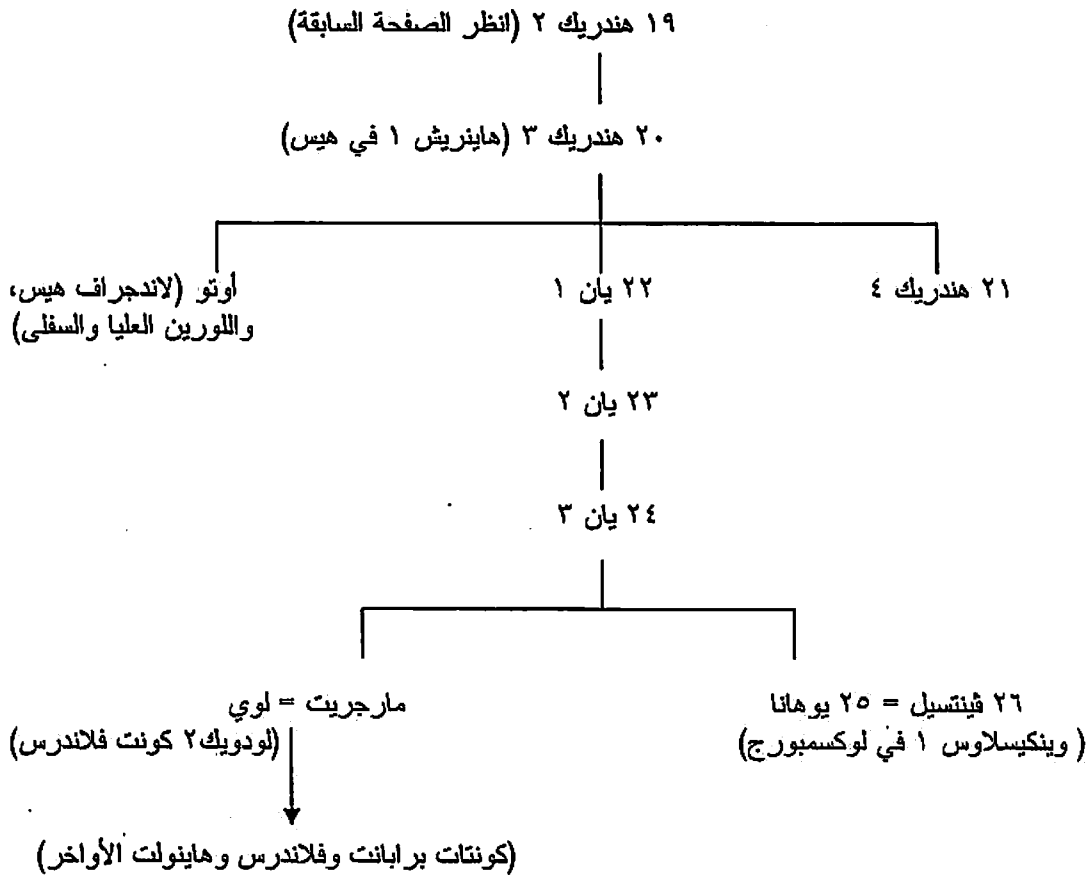 ١٩ هندريك ٢ (انظر الصفحة السابقة)
٢٠ هندريك ٣ (هاينريش ١ في هيس)
٢١ هندريك ٤
٢٢ يان ١
أوتو (لاندجراف هيس،
واللورين العليا والسفلى)
٢٣ يان ٢
٢٤ يان ٣
٢٦ ڤينتسيل = ٢٥ يوهانا
(وينكيسلاوس ١ في لوكسمبورج)
مارجريت = لوي
(لودويك٢ كونت فلاندرس)
(كونتات برابانت وفلاندرس وهاينولت الأواخر)